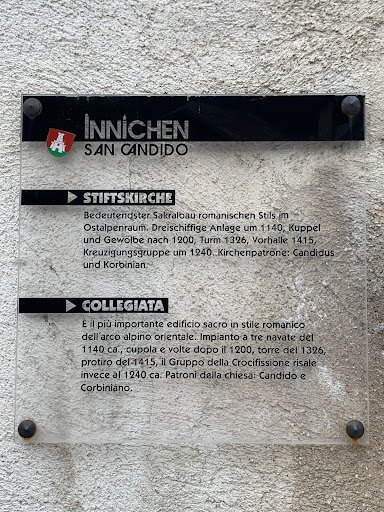 INNICHEN
SAN CANDIDO
STIFTSKIRCHE
Bedeutendster Sakralbau romanischen Stils im
Ostalpenraum. Dreischiffige Anlage um 1140, Kuppel
und Gewölbe nach 1200, Turm 1326, Vorhalle 1415,
Kreuzigungsgruppe um 1240. Kirchenpatrone: Candidus
und Korbinian.
COLLEGIATA
È il più importante edificio sacro in stile romanico
dell'arco alpino orientale. Impianto a tre navate del
1140 ca., cupola e volte dopo il 1200, torre del 1326,
protiro del 1415, il Gruppo della Crocifissione risale
invece al 1240 ca. Patroni della chiesa: Candido e
Corbiniano.